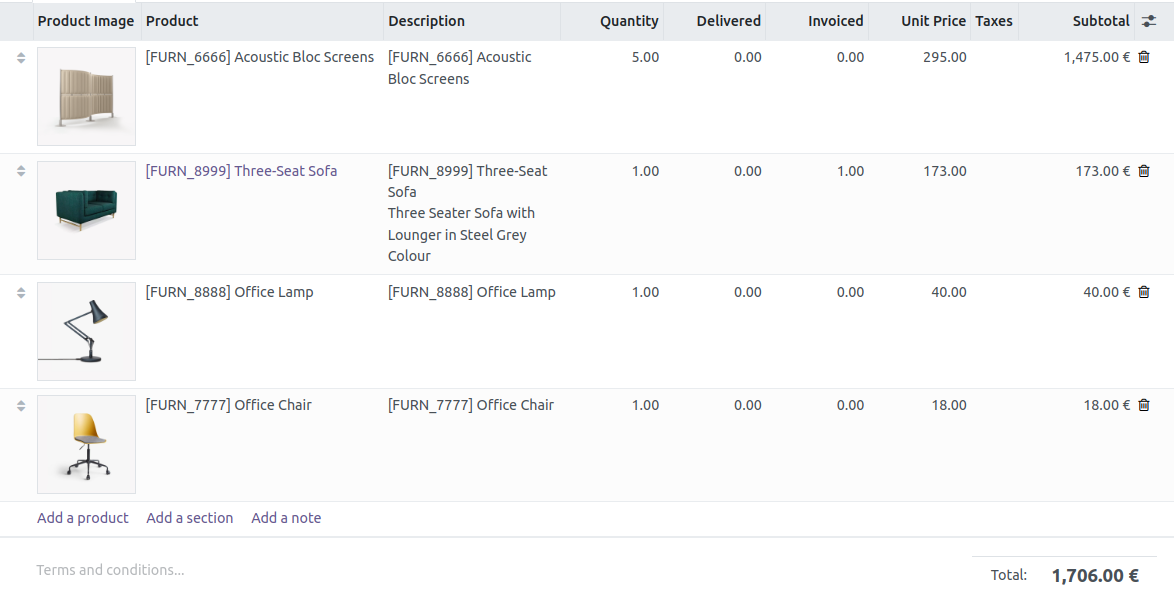 Product Image Product Description Quantity Delivered Invoiced Unit Price Taxes Subtotal
[FURN_6666] Acoustic Bloc Screens [FURN_6666] Acoustic 5.00 0.00 0.00 295.00 1,475.00 €
Bloc Screens
[FURN_8999] Three-Seat Sofa [FURN_8999] Three-Seat 1.00 0.00 1.00 173.00 173.00 €
Sofa
Three Seater Sofa with
Lounger in Steel Grey
Colour
[FURN_8888] Office Lamp [FURN_8888] Office Lamp 1.00 0.00 0.00 40.00 40.00 €
[FURN_7777] Office Chair [FURN_7777] Office Chair 1.00 0.00 0.00 18.00 18.00 €
Add a product Add a section Add a note
Terms and conditions...
Total: 1,706.00 €